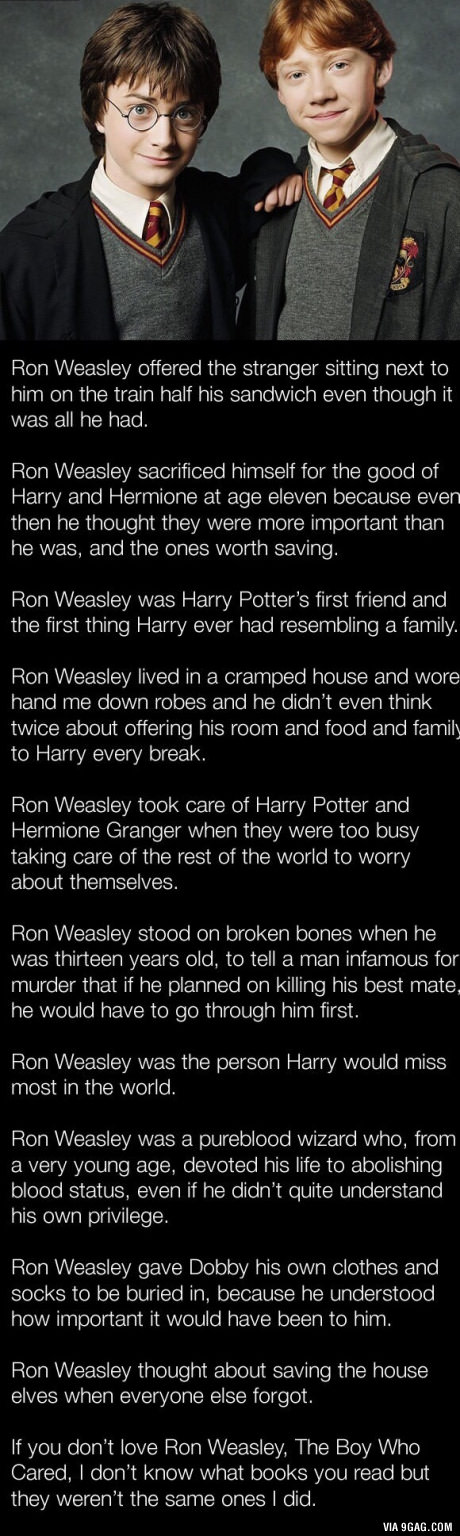 Ron Weasley offered the stranger sitting next to
him on the train half his sandwich even though it
was all he had.
Ron Weasley sacrificed himself for the good of
Harry and Hermione at age eleven because even
then he thought they were more important than
he was, and the ones worth saving.
Ron Weasley was Harry Potter's first friend and
the first thing Harry ever had resembling a family.
Ron Weasley lived in a cramped house and wore
hand me down robes and he didn't even think
twice about offering his room and food and family
to Harry every break.
Ron Weasley took care of Harry Potter and
Hermione Granger when they were too busy
taking care of the rest of the world to worry
about themselves.
Ron Weasley stood on broken bones when he
was thirteen years old, to tell a man infamous for
murder that if he planned on killing his best mate,
he would have to go through him first.
Ron Weasley was the person Harry would miss
most in the world.
Ron Weasley was a pureblood wizard who, from
a very young age, devoted his life to abolishing
blood status, even if he didn't quite understand
his own privilege.
Ron Weasley gave Dobby his own clothes and
socks to be buried in, because he understood
how important it would have been to him.
Ron Weasley thought about saving the house
elves when everyone else forgot.
If you don't love Ron Weasley, The Boy Who
Cared, I don't know what books you read but
they weren't the same ones I did.
VIA 9GAG.COM